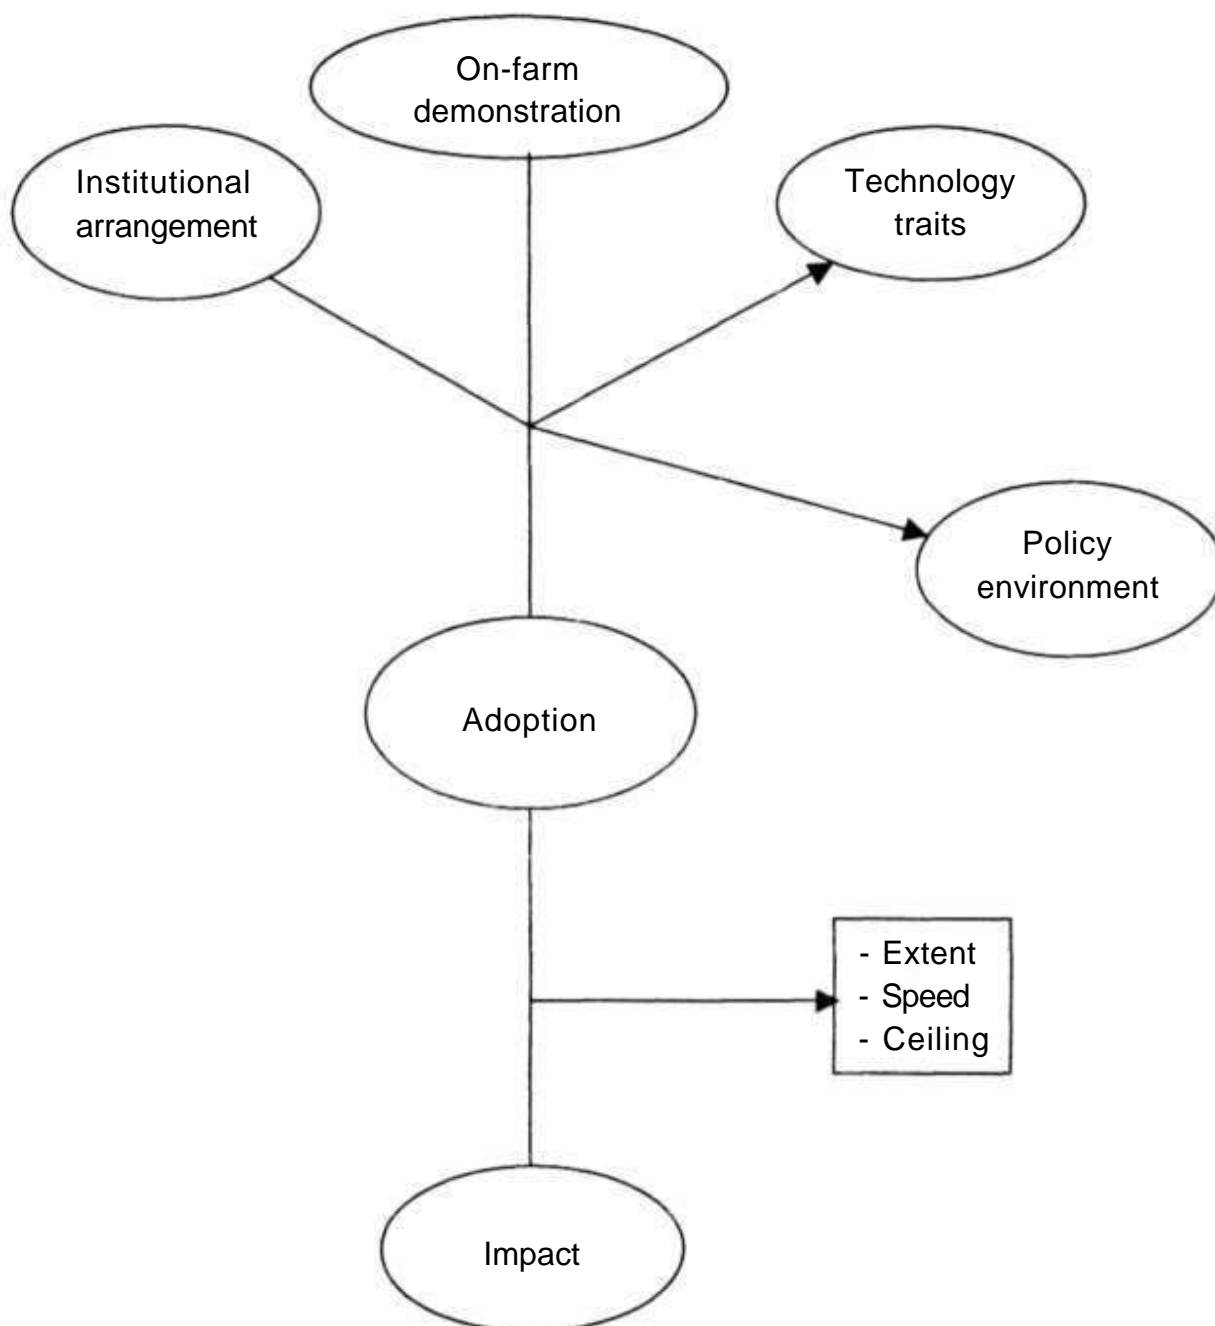 On-farm
demonstration
Institutional
arrangement
Technology
traits
Policy
environment
Adoption
- Extent
- Speed
- Ceiling
Impact